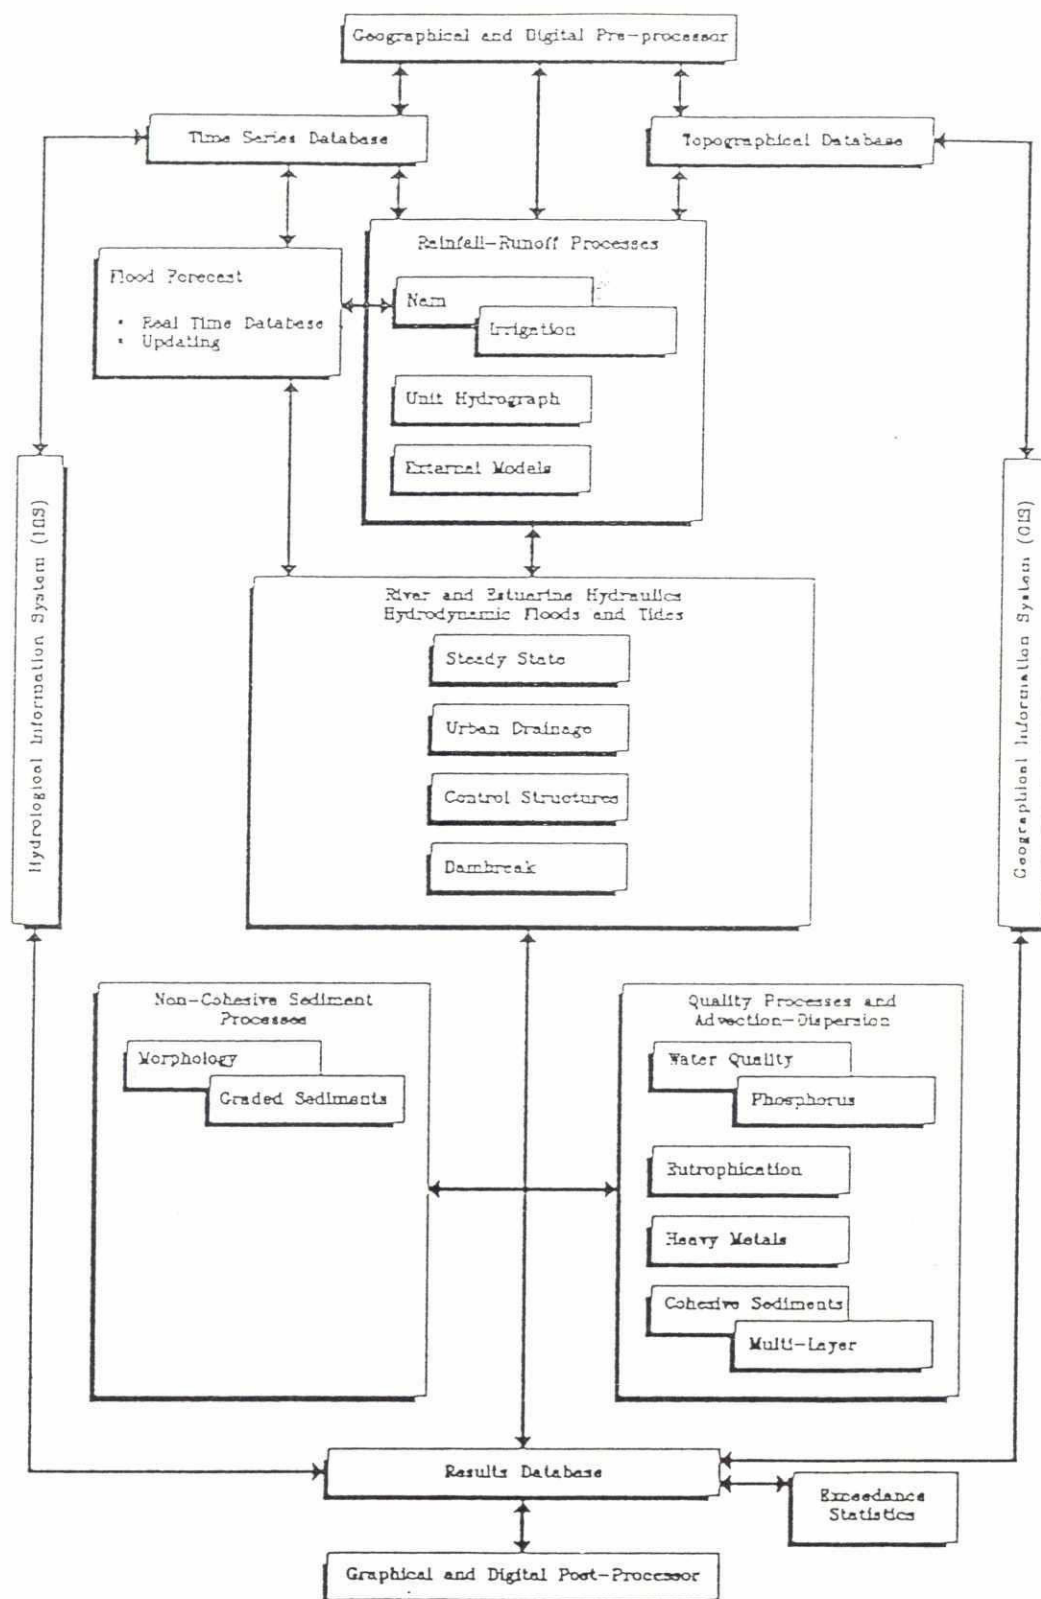 Geographical and Digital Pre-processor
Time Series Database
Topographical Database
Rainfall-Runoff Processes
Flood Forecast
• Real Time Database
• Updating
Nam
Irrigation
Unit Hydrograph
External Models
Hydrological Information System
Geographical Information System (GIS)
River and Estuarine Hydraulics
Hydrodynamic Floods and Tides
Steady State
Urban Drainage
Control Structures
Dambreak
Non-Cohesive Sediment
Processes
Morphology
Graded Sediments
Quality Processes and
Advection-Dispersion
Water Quality
Phosphorus
Eutrophication
Heavy Metals
Cohesive Sediments
Multi-Layer
Results Database
Exceedance
Statistics
Graphical and Digital Post-Processor